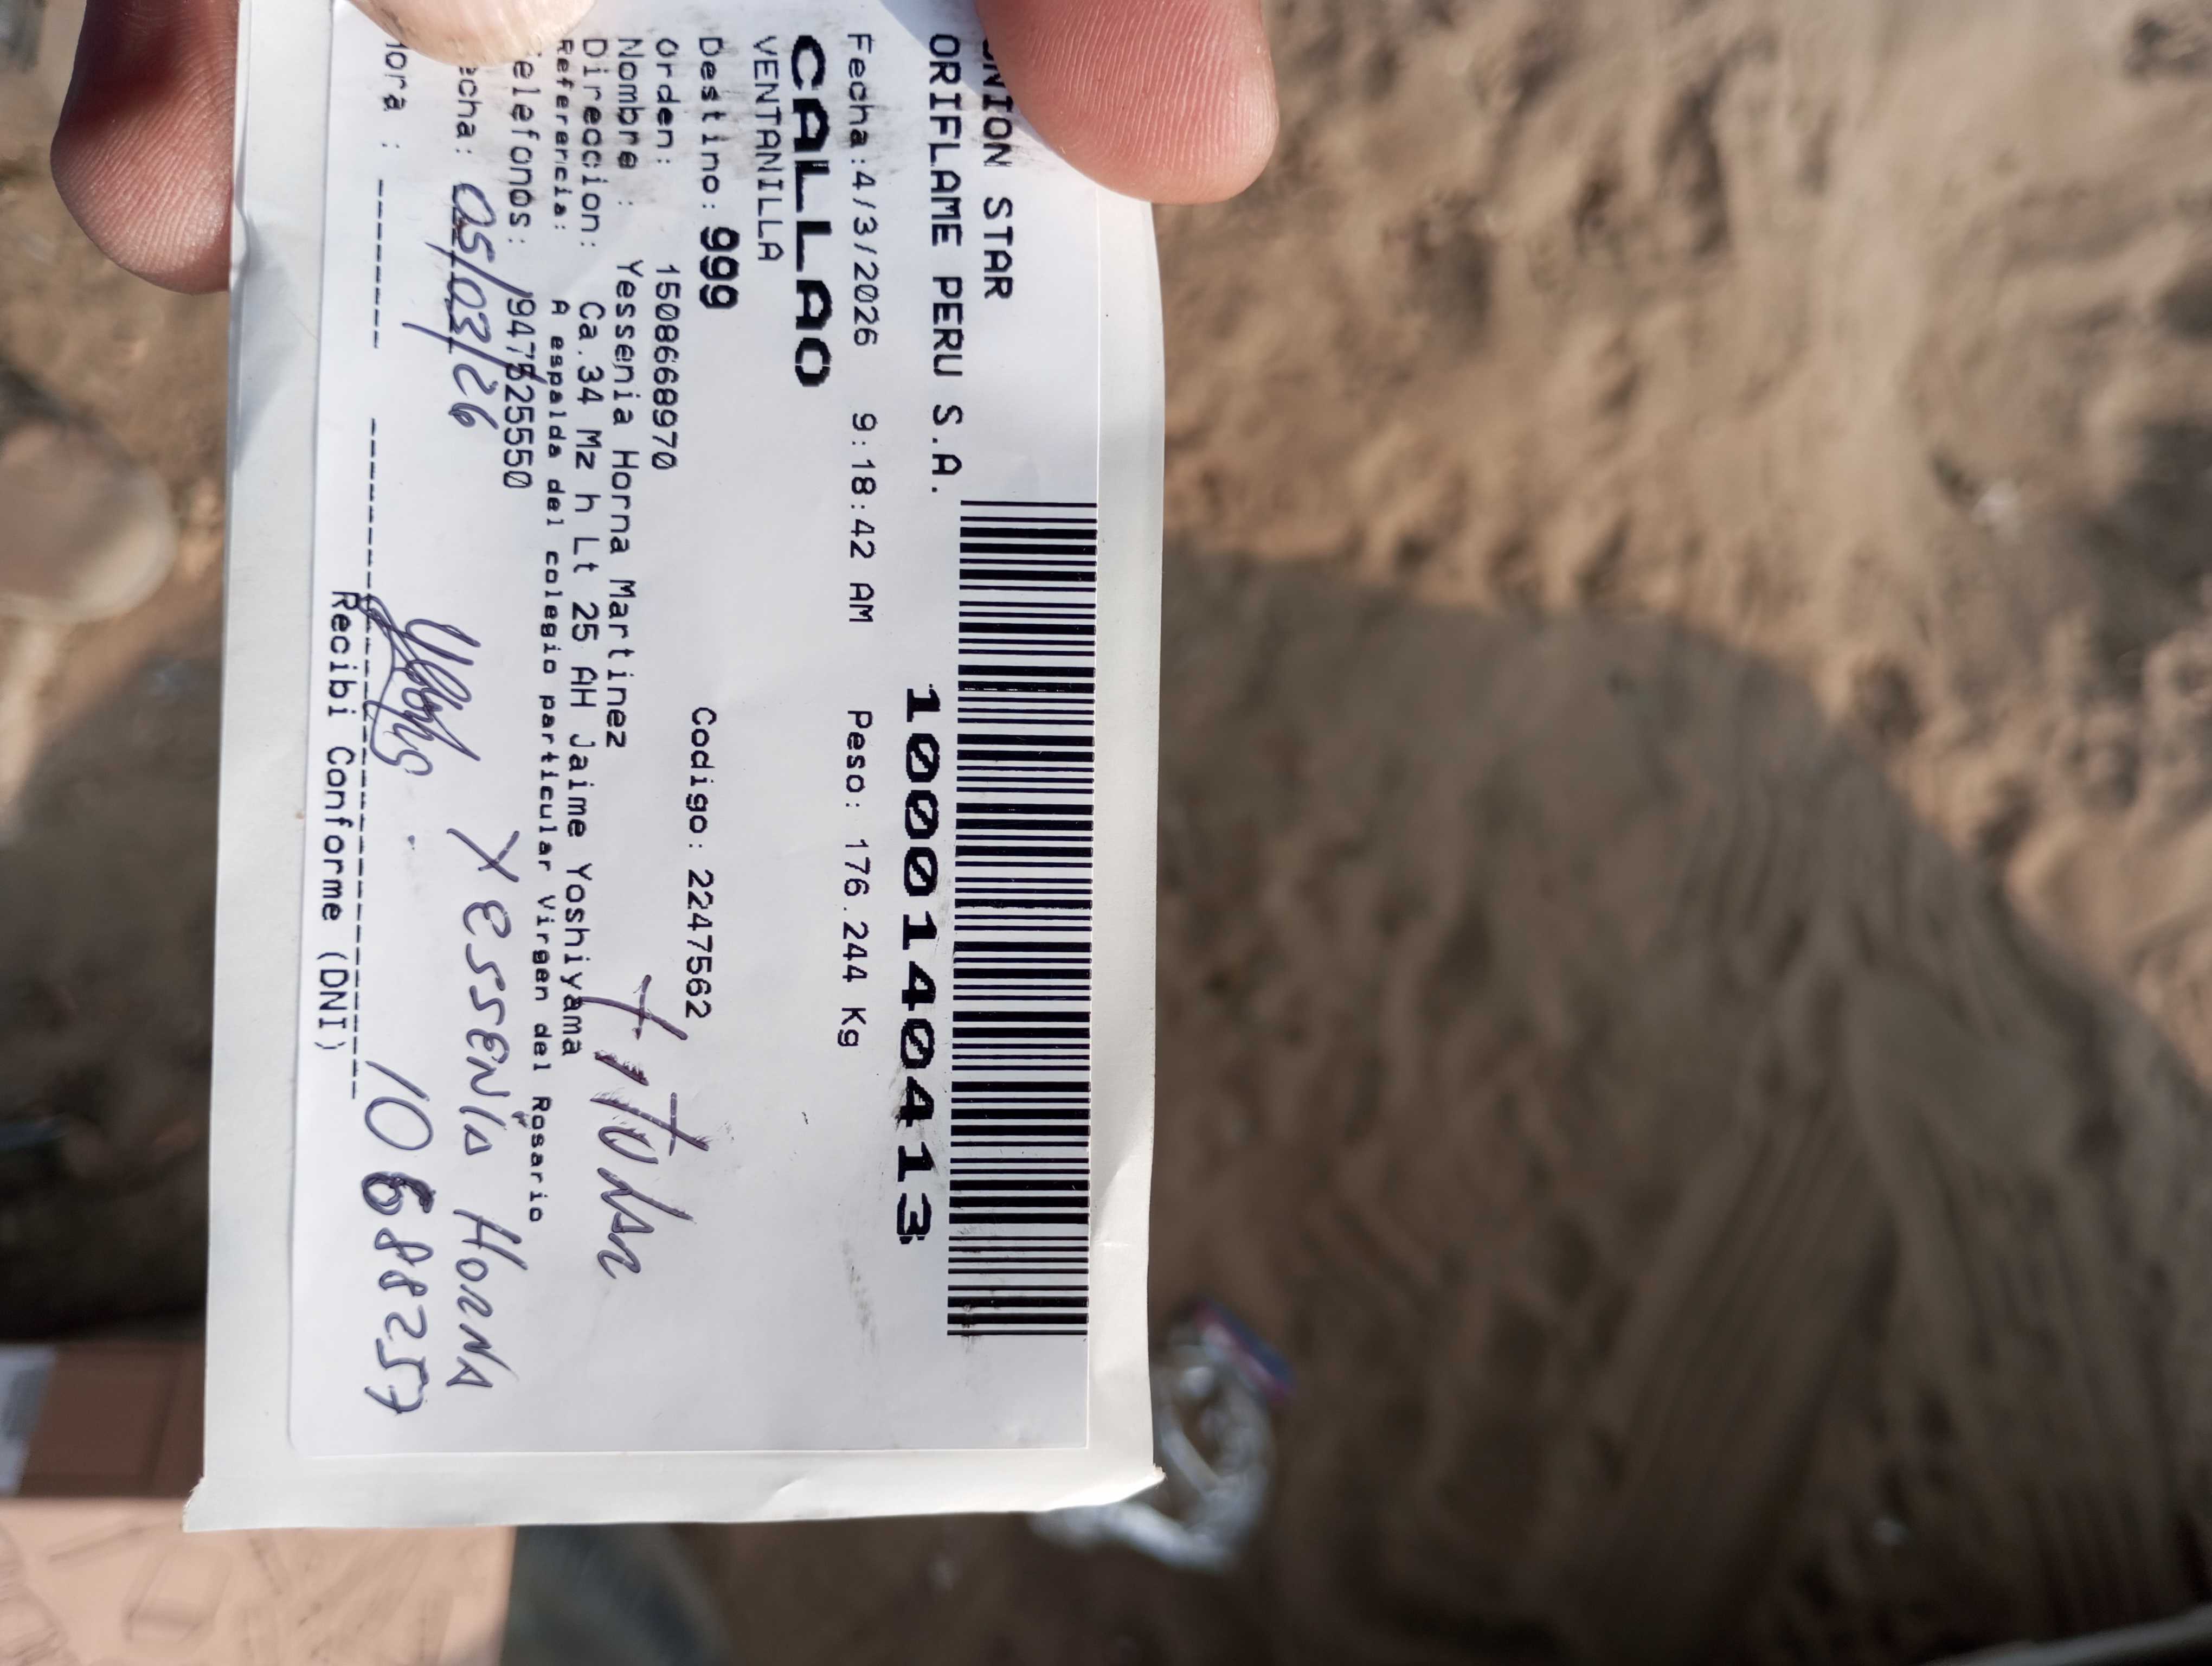 UNION STAR
ORIFLAME PERU S.A.
1000140413
Fecha:4/3/2026 9:18:42 AM Peso: 176.244 Kg
CALLAO
VENTANILLA
Destino: 999 Codigo: 2247562
Orden: 1508668970
Nombre : Yessenia Horna Martinez
Direccion: Ca.34 Mz h Lt 25 AH Jaime Yoshiyama
Referencia: A espalda del colegio particular Virgen del Rosario
Telefonos: 947525550
titular
Fecha: 05/03/26 YESSENIA HORNA
Hora : 10688257
Recibi Conforme (DNI)